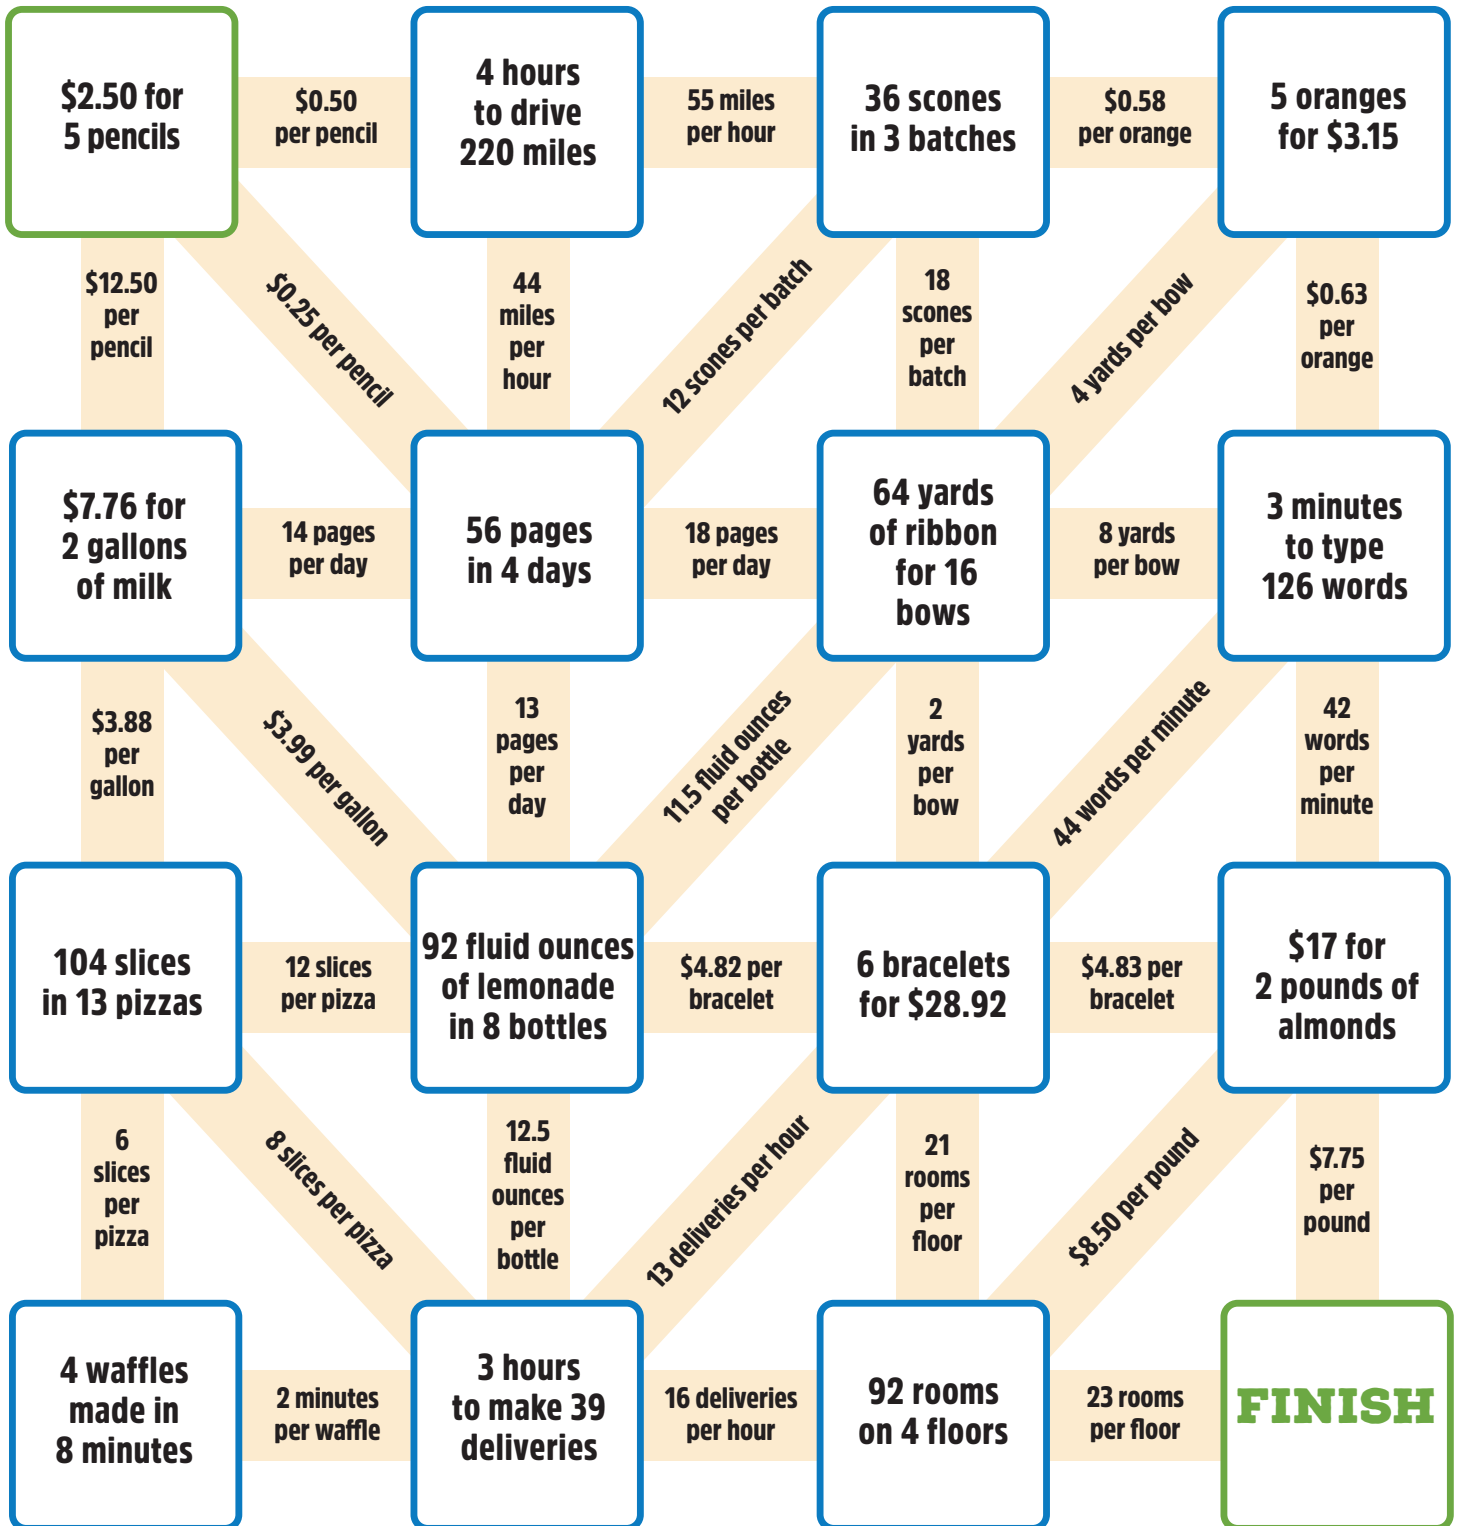 $2.50 for
5 pencils
$0.50
per pencil
4 hours
to drive
220 miles
55 miles
per hour
36 scones
in 3 batches
$0.58
per orange
5 oranges
for $3.15
$12.50
per
pencil
$0.25 per pencil
44
miles
per
hour
12 scones per batch
18
scones
per
batch
4 yards per bow
$0.63
per
orange
$7.76 for
2 gallons
of milk
14 pages
per day
56 pages
in 4 days
18 pages
per day
64 yards
of ribbon
for 16
bows
8 yards
per bow
3 minutes
to type
126 words
$3.88
per
gallon
$3.99 per gallon
13
pages
per
day
11.5 fluid ounces
per bottle
2
yards
per
bow
44 words per minute
42
words
per
minute
104 slices
in 13 pizzas
12 slices
per pizza
92 fluid ounces
of lemonade
in 8 bottles
$4.82 per
bracelet
6 bracelets
for $28.92
$4.83 per
bracelet
$17 for
2 pounds of
almonds
6
slices
per
pizza
8 slices per pizza
12.5
fluid
ounces
per
bottle
13 deliveries per hour
21
rooms
per
floor
$8.50 per pound
$7.75
per
pound
4 waffles
made in
8 minutes
2 minutes
per waffle
3 hours
to make 39
deliveries
16 deliveries
per hour
92 rooms
on 4 floors
23 rooms
per floor
FINISH